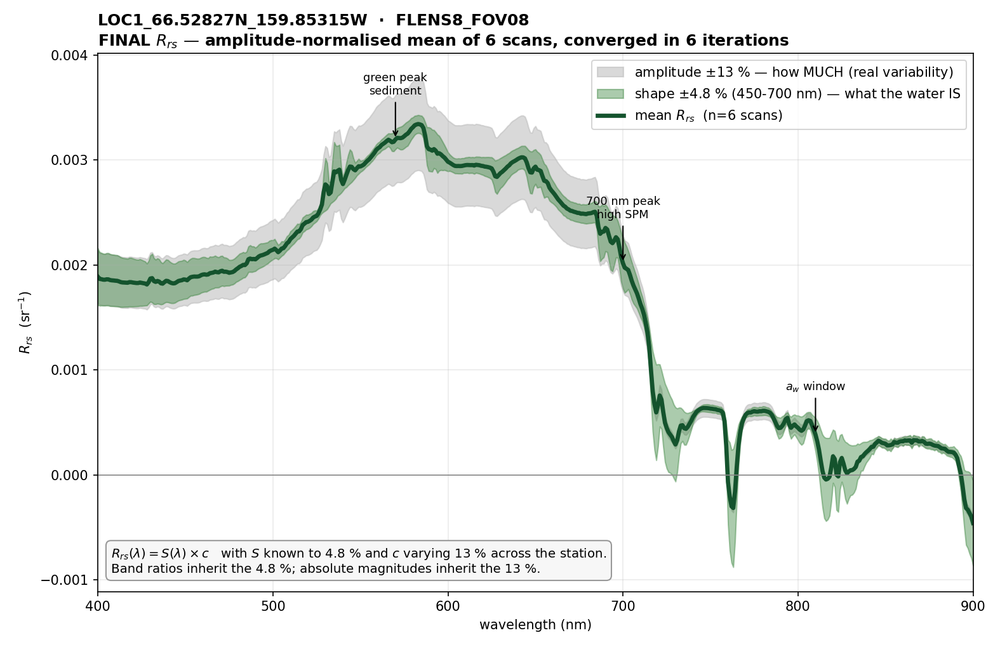 LOC1_66.52827N_159.85315W · FLENS8_FOV08
FINAL Rrs — amplitude-normalised mean of 6 scans, converged in 6 iterations
amplitude ±13 % — how MUCH (real variability)
shape ±4.8 % (450-700 nm) — what the water IS
mean Rrs (n=6 scans)
green peak
sediment
700 nm peak
high SPM
aw window
Rrs(λ) = S(λ) × c with S known to 4.8 % and c varying 13 % across the station.
Band ratios inherit the 4.8 %; absolute magnitudes inherit the 13 %.
0.004
0.003
0.002
0.001
0.000
−0.001
Rrs (sr⁻¹)
400 500 600 700 800 900
wavelength (nm)